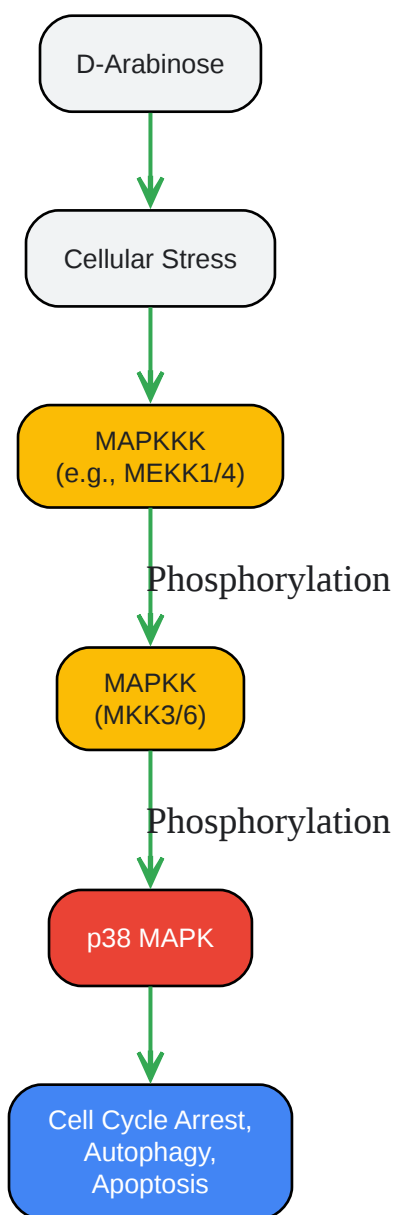 D-Arabinose
Cellular Stress
MAPKKK
(e.g., MEKK1/4)
Phosphorylation
MAPKK
(MKK3/6)
Phosphorylation
p38 MAPK
Cell Cycle Arrest,
Autophagy,
Apoptosis